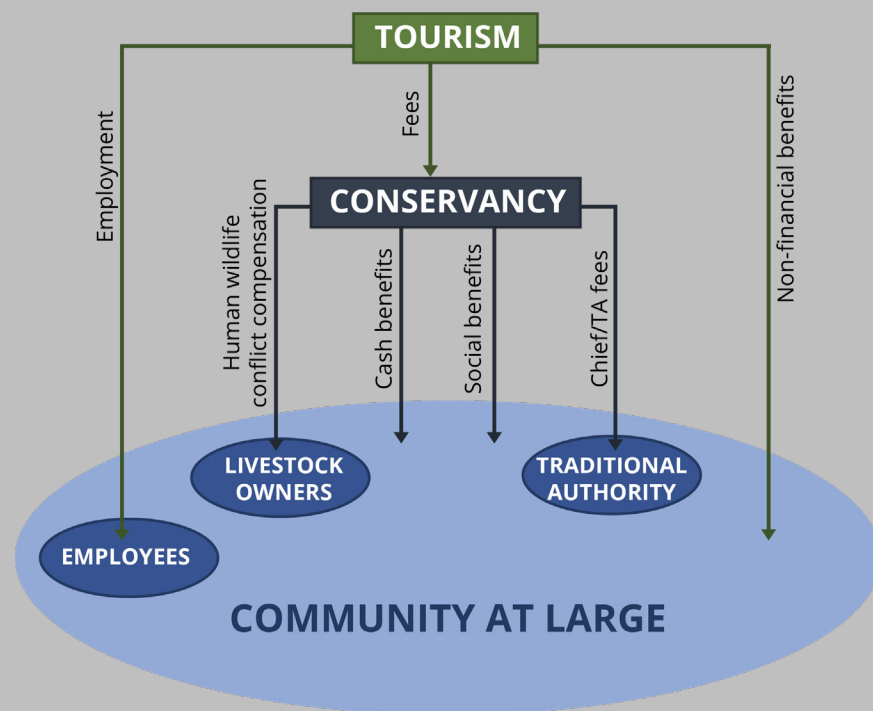 TOURISM
Employment
Fees
Non-financial benefits
CONSERVANCY
Human wildlife
conflict compensation
Cash benefits
Social benefits
Chief/TA fees
LIVESTOCK
OWNERS
TRADITIONAL
AUTHORITY
EMPLOYEES
COMMUNITY AT LARGE